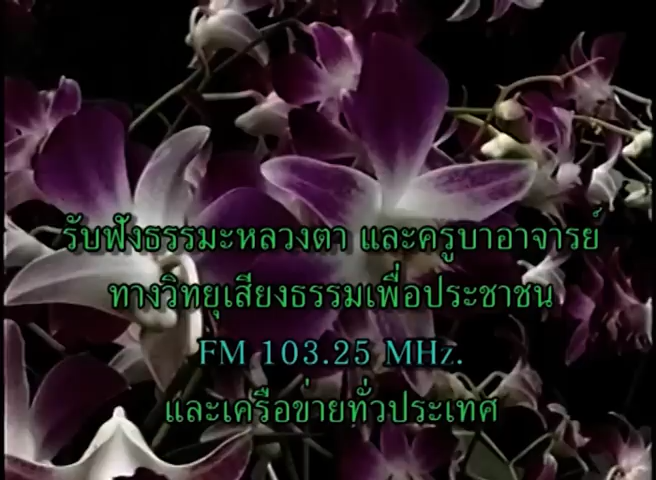 รับฟังธรรมะหลวงตา และครูบาอาจารย์
ทางวิทยุเสียงธรรมเพื่อประชาชน
FM 103.25 MHz.
และเครือข่ายทั่วประเทศ